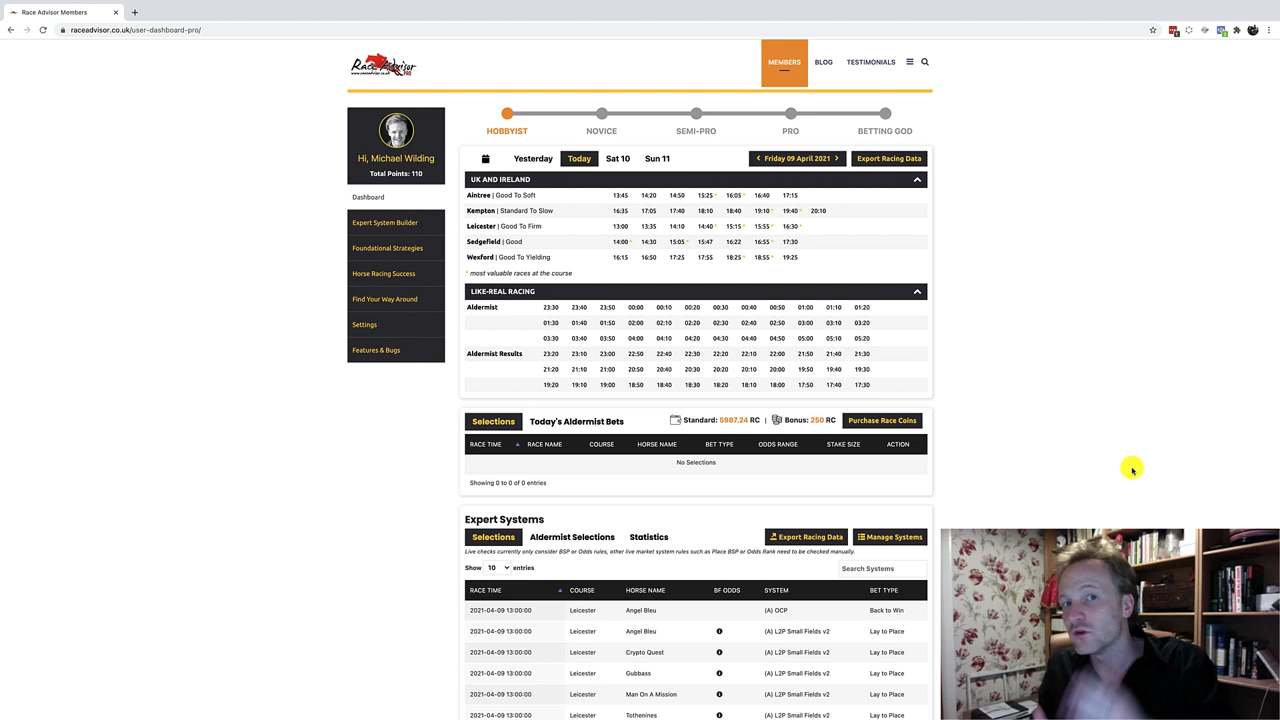 Race Advisor Members
raceadvisor.co.uk/user-dashboard-pro/
Race Advisor
www.raceadvisor.co.uk PRO
MEMBERS BLOG TESTIMONIALS
Hi, Michael Wilding
Total Points: 110
Dashboard
Expert System Builder
Foundational Strategies
Horse Racing Success
Find Your Way Around
Settings
Features & Bugs
HOBBYIST NOVICE SEMI-PRO PRO BETTING GOD
Yesterday Today Sat 10 Sun 11 < Friday 09 April 2021 > Export Racing Data
UK AND IRELAND
Aintree | Good To Soft 13:45 14:20 14:50 15:25 * 16:05 * 16:40 17:15
Kempton | Standard To Slow 16:35 17:05 17:40 18:10 18:40 19:10 * 19:40 * 20:10
Leicester | Good To Firm 13:00 13:35 14:10 14:40 * 15:15 * 15:55 * 16:30 *
Sedgefield | Good 14:00 * 14:30 15:05 * 15:47 16:22 16:55 * 17:30
Wexford | Good To Yielding 16:15 16:50 17:25 17:55 18:25 * 18:55 * 19:25
* most valuable races at the course
LIKE-REAL RACING
Aldermist 23:30 23:40 23:50 00:00 00:10 00:20 00:30 00:40 00:50 01:00 01:10 01:20
01:30 01:40 01:50 02:00 02:10 02:20 02:30 02:40 02:50 03:00 03:10 03:20
03:30 03:40 03:50 04:00 04:10 04:20 04:30 04:40 04:50 05:00 05:10 05:20
Aldermist Results 23:20 23:10 23:00 22:50 22:40 22:30 22:20 22:10 22:00 21:50 21:40 21:30
21:20 21:10 21:00 20:50 20:40 20:30 20:20 20:10 20:00 19:50 19:40 19:30
19:20 19:10 19:00 18:50 18:40 18:30 18:20 18:10 18:00 17:50 17:40 17:30
Selections Today's Aldermist Bets Standard: 5987.24 RC | Bonus: 250 RC Purchase Race Coins
RACE TIME RACE NAME COURSE HORSE NAME BET TYPE ODDS RANGE STAKE SIZE ACTION
No Selections
Showing 0 to 0 of 0 entries
Expert Systems
Selections Aldermist Selections Statistics Export Racing Data Manage Systems
Live checks currently only consider BSP or Odds rules, other live market system rules such as Place BSP or Odds Rank need to be checked manually.
Show 10 entries Search Systems
RACE TIME COURSE HORSE NAME BF ODDS SYSTEM BET TYPE
2021-04-09 13:00:00 Leicester Angel Bleu (A) OCP Back to Win
2021-04-09 13:00:00 Leicester Angel Bleu (A) L2P Small Fields v2 Lay to Place
2021-04-09 13:00:00 Leicester Crypto Quest (A) L2P Small Fields v2 Lay to Place
2021-04-09 13:00:00 Leicester Gubbass (A) L2P Small Fields v2 Lay to Place
2021-04-09 13:00:00 Leicester Man On A Mission (A) L2P Small Fields v2 Lay to Place
2021-04-09 13:00:00 Leicester Tothenines (A) L2P Small Fields v2 Lay to Place